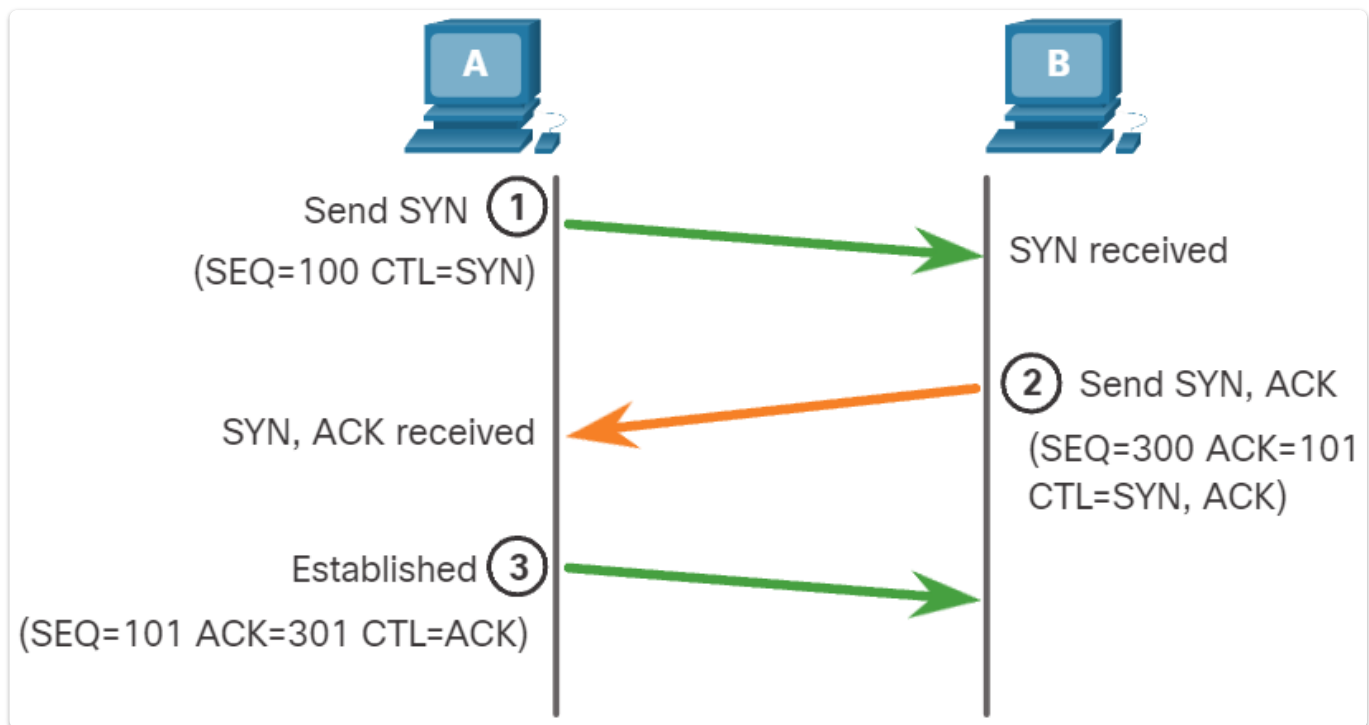 A
B
Send SYN 1
(SEQ=100 CTL=SYN)
SYN received
2 Send SYN, ACK
(SEQ=300 ACK=101
CTL=SYN, ACK)
SYN, ACK received
Established 3
(SEQ=101 ACK=301 CTL=ACK)